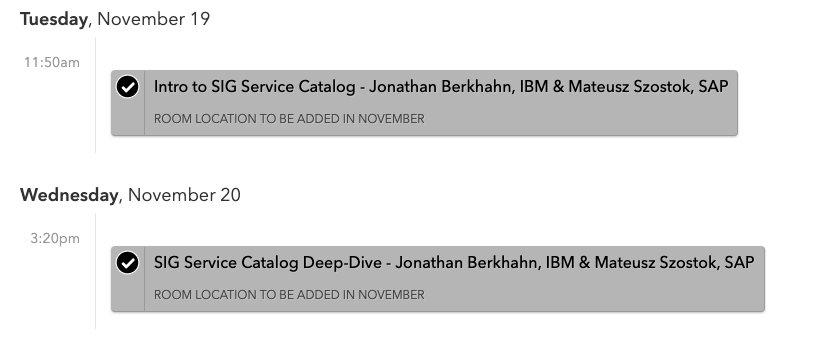 Tuesday, November 19
11:50am
Intro to SIG Service Catalog - Jonathan Berkhahn, IBM & Mateusz Szostok, SAP
ROOM LOCATION TO BE ADDED IN NOVEMBER
Wednesday, November 20
3:20pm
SIG Service Catalog Deep-Dive - Jonathan Berkhahn, IBM & Mateusz Szostok, SAP
ROOM LOCATION TO BE ADDED IN NOVEMBER